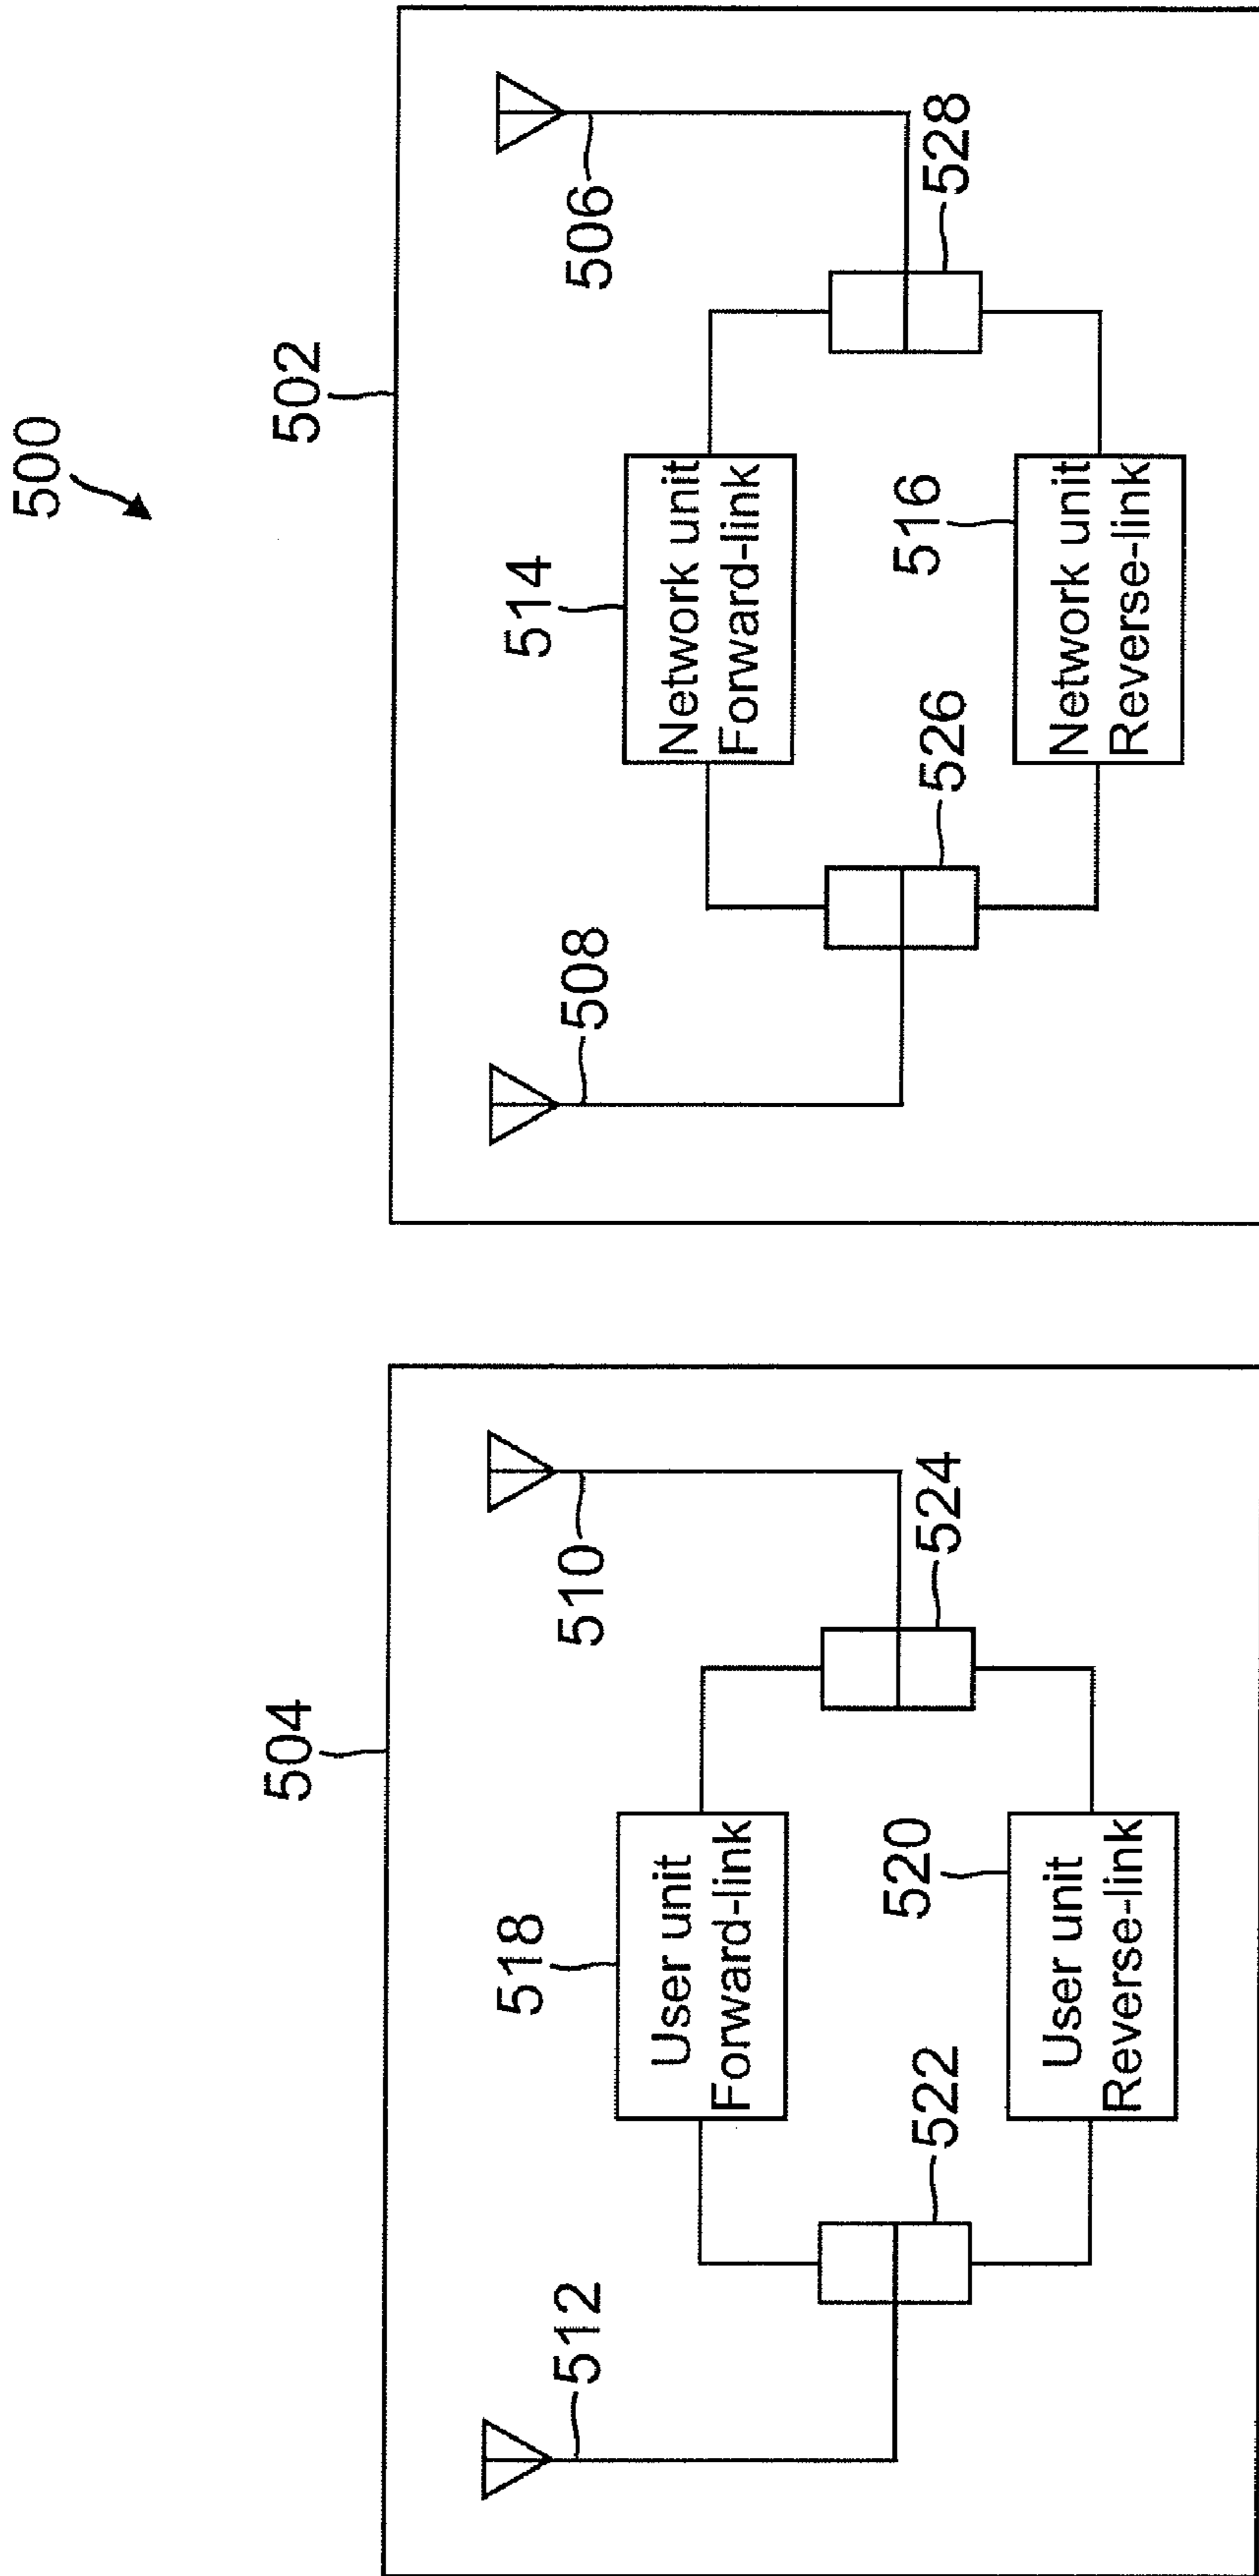 500
504
502
512
510
508
506
518
514
User unit
Forward-link
Network unit
Forward-link
522
520
524
526
516
528
User unit
Reverse-link
Network unit
Reverse-link